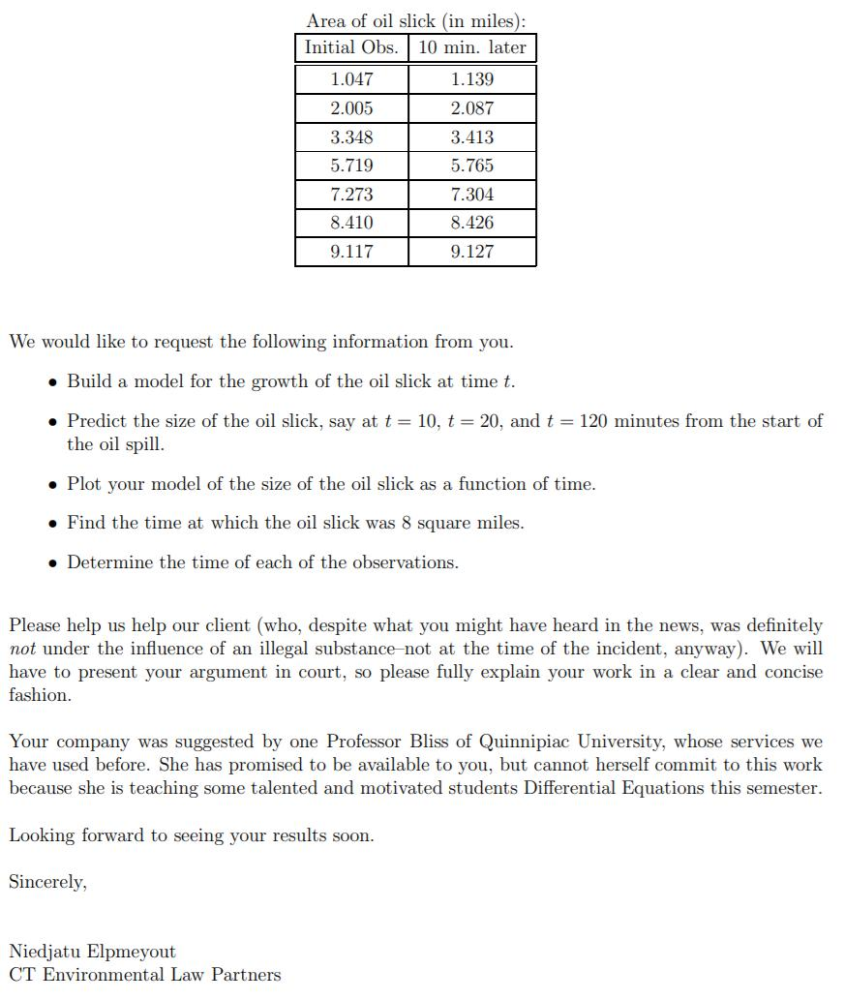 Area of oil slick (in miles):
Initial Obs. 10 min. later
1.047 1.139
2.005 2.087
3.348 3.413
5.719 5.765
7.273 7.304
8.410 8.426
9.117 9.127
We would like to request the following information from you.
• Build a model for the growth of the oil slick at time t.
• Predict the size of the oil slick, say at t = 10, t = 20, and t = 120 minutes from the start of
the oil spill.
• Plot your model of the size of the oil slick as a function of time.
• Find the time at which the oil slick was 8 square miles.
• Determine the time of each of the observations.
Please help us help our client (who, despite what you might have heard in the news, was definitely
not under the influence of an illegal substance–not at the time of the incident, anyway). We will
have to present your argument in court, so please fully explain your work in a clear and concise
fashion.
Your company was suggested by one Professor Bliss of Quinnipiac University, whose services we
have used before. She has promised to be available to you, but cannot herself commit to this work
because she is teaching some talented and motivated students Differential Equations this semester.
Looking forward to seeing your results soon.
Sincerely,
Niedjatu Elpmeyout
CT Environmental Law Partners